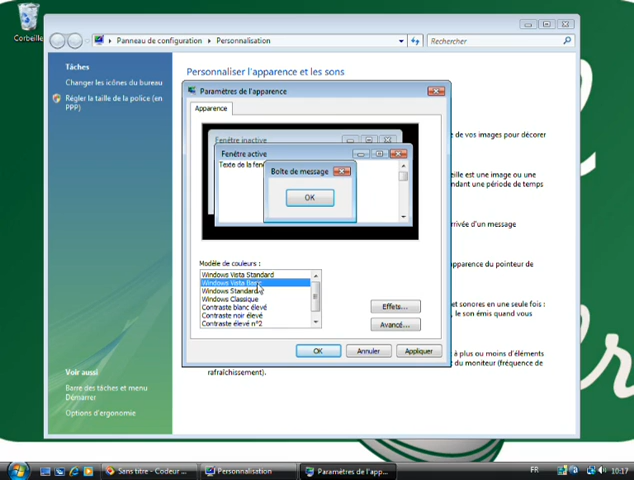 Corbeille
Panneau de configuration
Personnalisation
Rechercher
Tâches
Changer les icônes du bureau
Régler la taille de la police (en
PPP)
Personnaliser l'apparence et les sons
Paramètres de l'apparence
Apparence
Fenêtre inactive
Fenêtre active
Texte de la fenê
Boîte de message
OK
Modèle de couleurs :
Windows Vista Standard
Windows Vista Basic
Windows Standard
Windows Classique
Contraste blanc élevé
Contraste noir élevé
Contraste élevé n°2
Effets...
Avancé...
OK
Annuler
Appliquer
de vos images pour décorer
eille est une image ou une
ndant une période de temps
rrivée d'un message
apparence du pointeur de
et sonores en une seule fois :
, le son émis quand vous
à plus ou moins d'éléments
du moniteur (fréquence de
rafraîchissement).
Voir aussi
Barre des tâches et menu
Démarrer
Options d'ergonomie
Sans titre - Codeur ...
Personnalisation
Paramètres de l'app...
FR
10:17